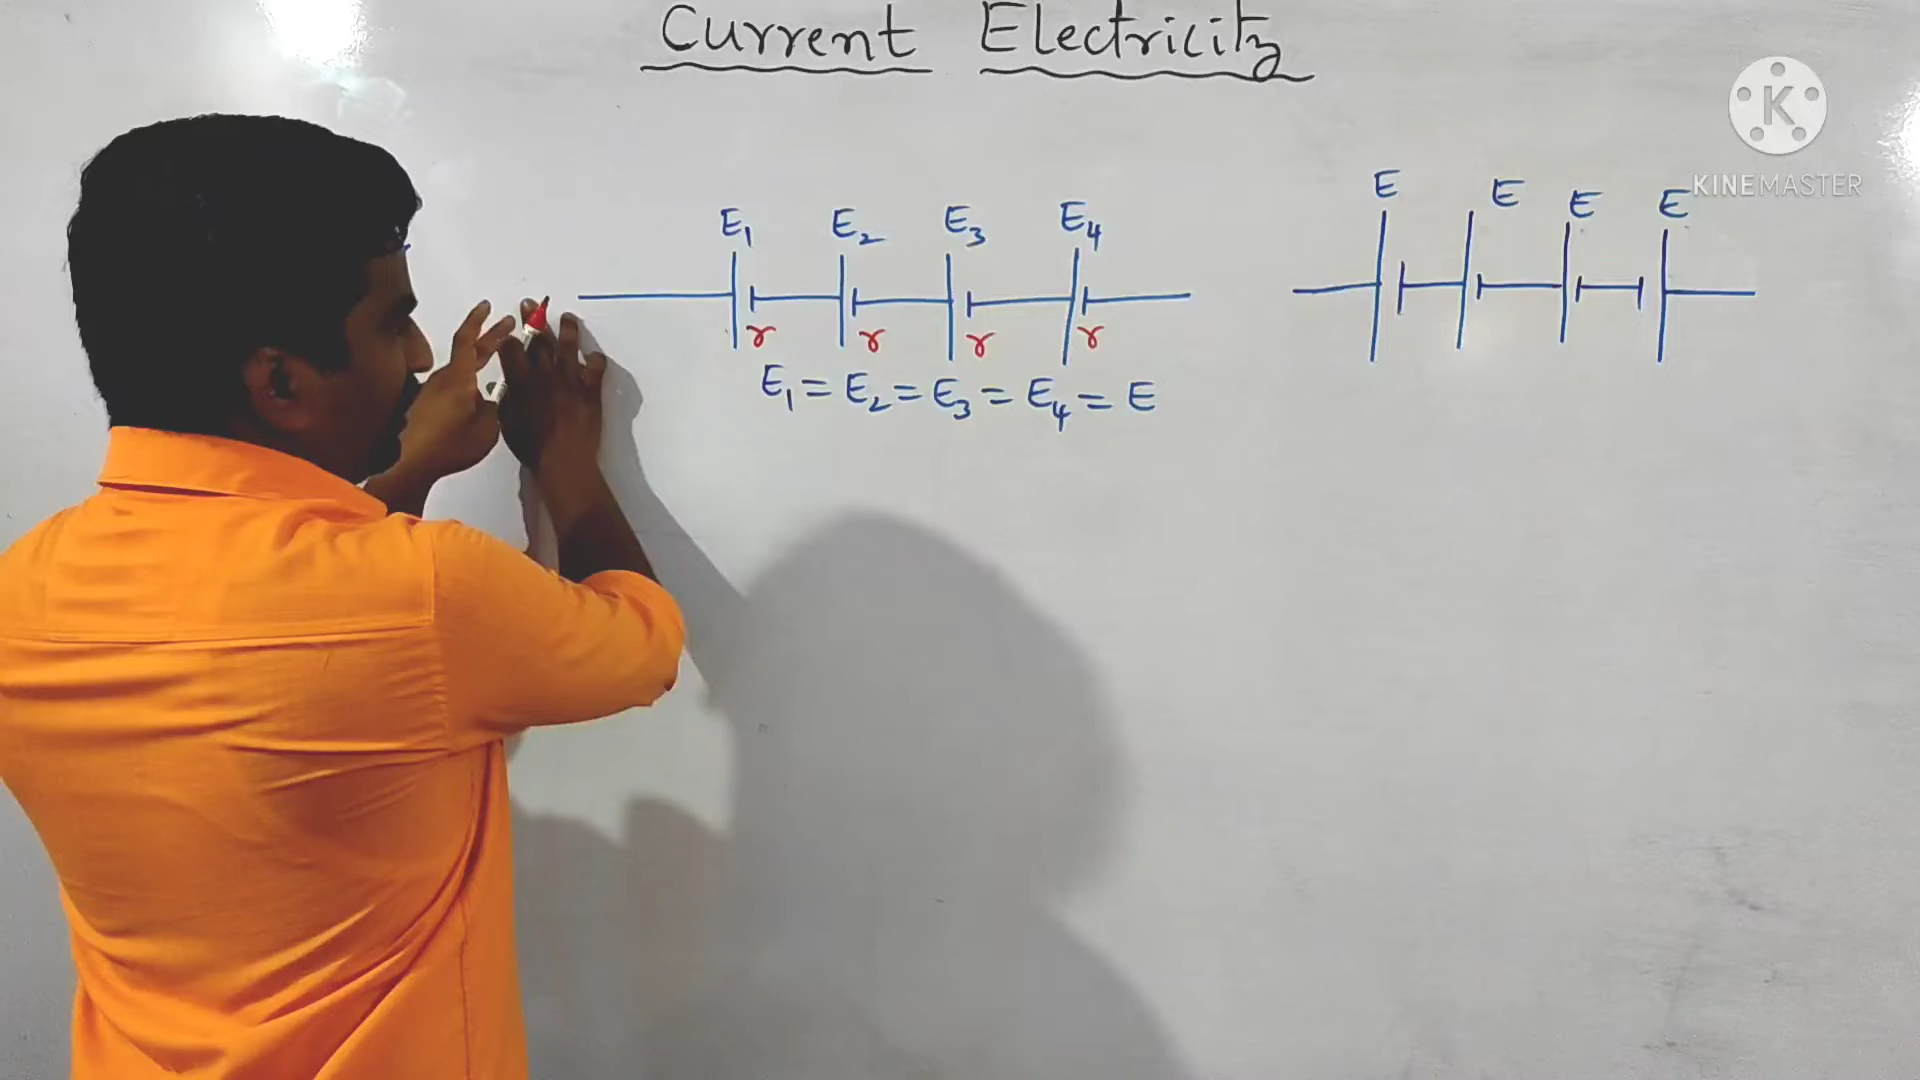 Current Electricity
K
KINEMASTER
E₁ E₂ E₃ E₄
r r r r
E₁ = E₂ = E₃ = E₄ = E
E E E E